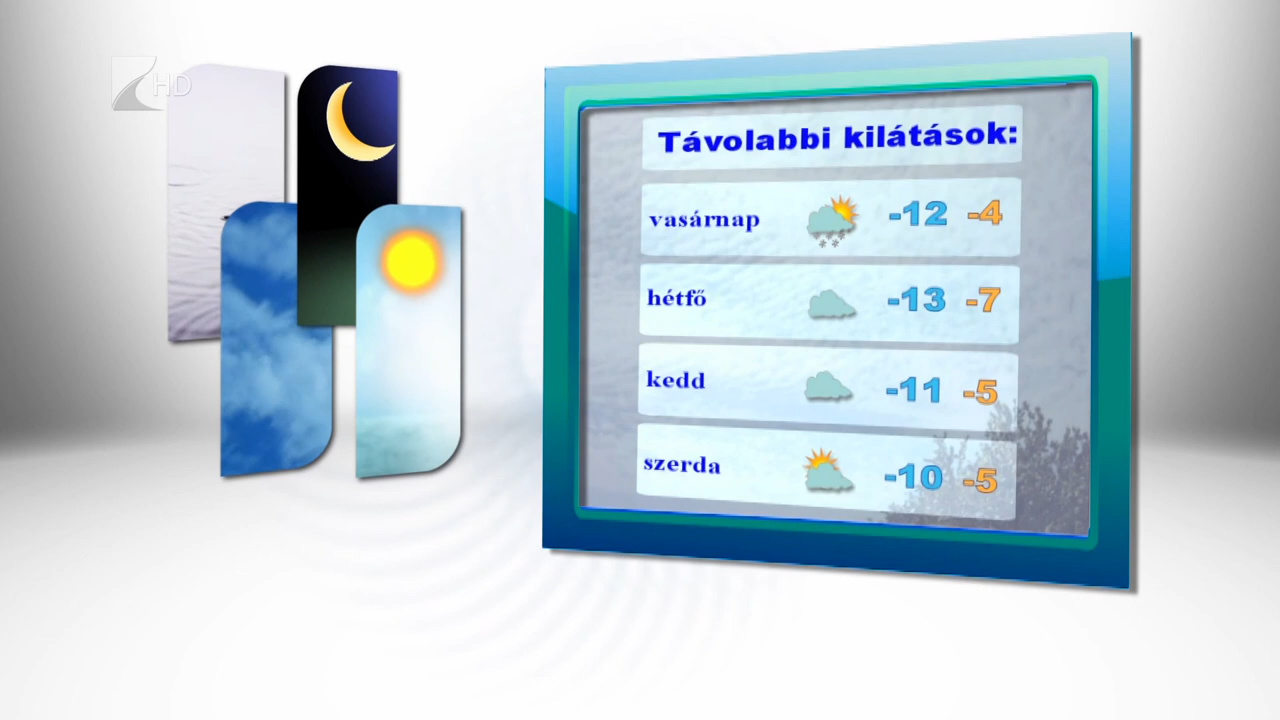 HD
Távolabbi kilátások:
vasárnap -12 -4
hétfő -13 -7
kedd -11 -5
szerda -10 -5